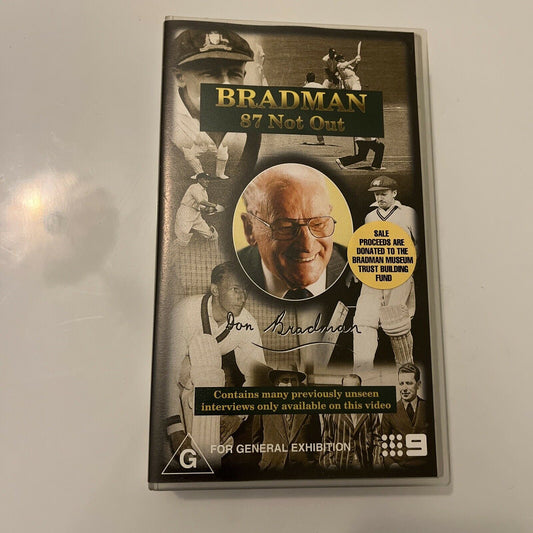 BRADMAN
87 Not Out
SALE
PROCEEDS ARE
DONATED TO THE
BRADMAN MUSEUM
TRUST BUILDING
FUND
Don Bradman
Contains many previously unseen
interviews only available on this video
G
FOR GENERAL EXHIBITION
9